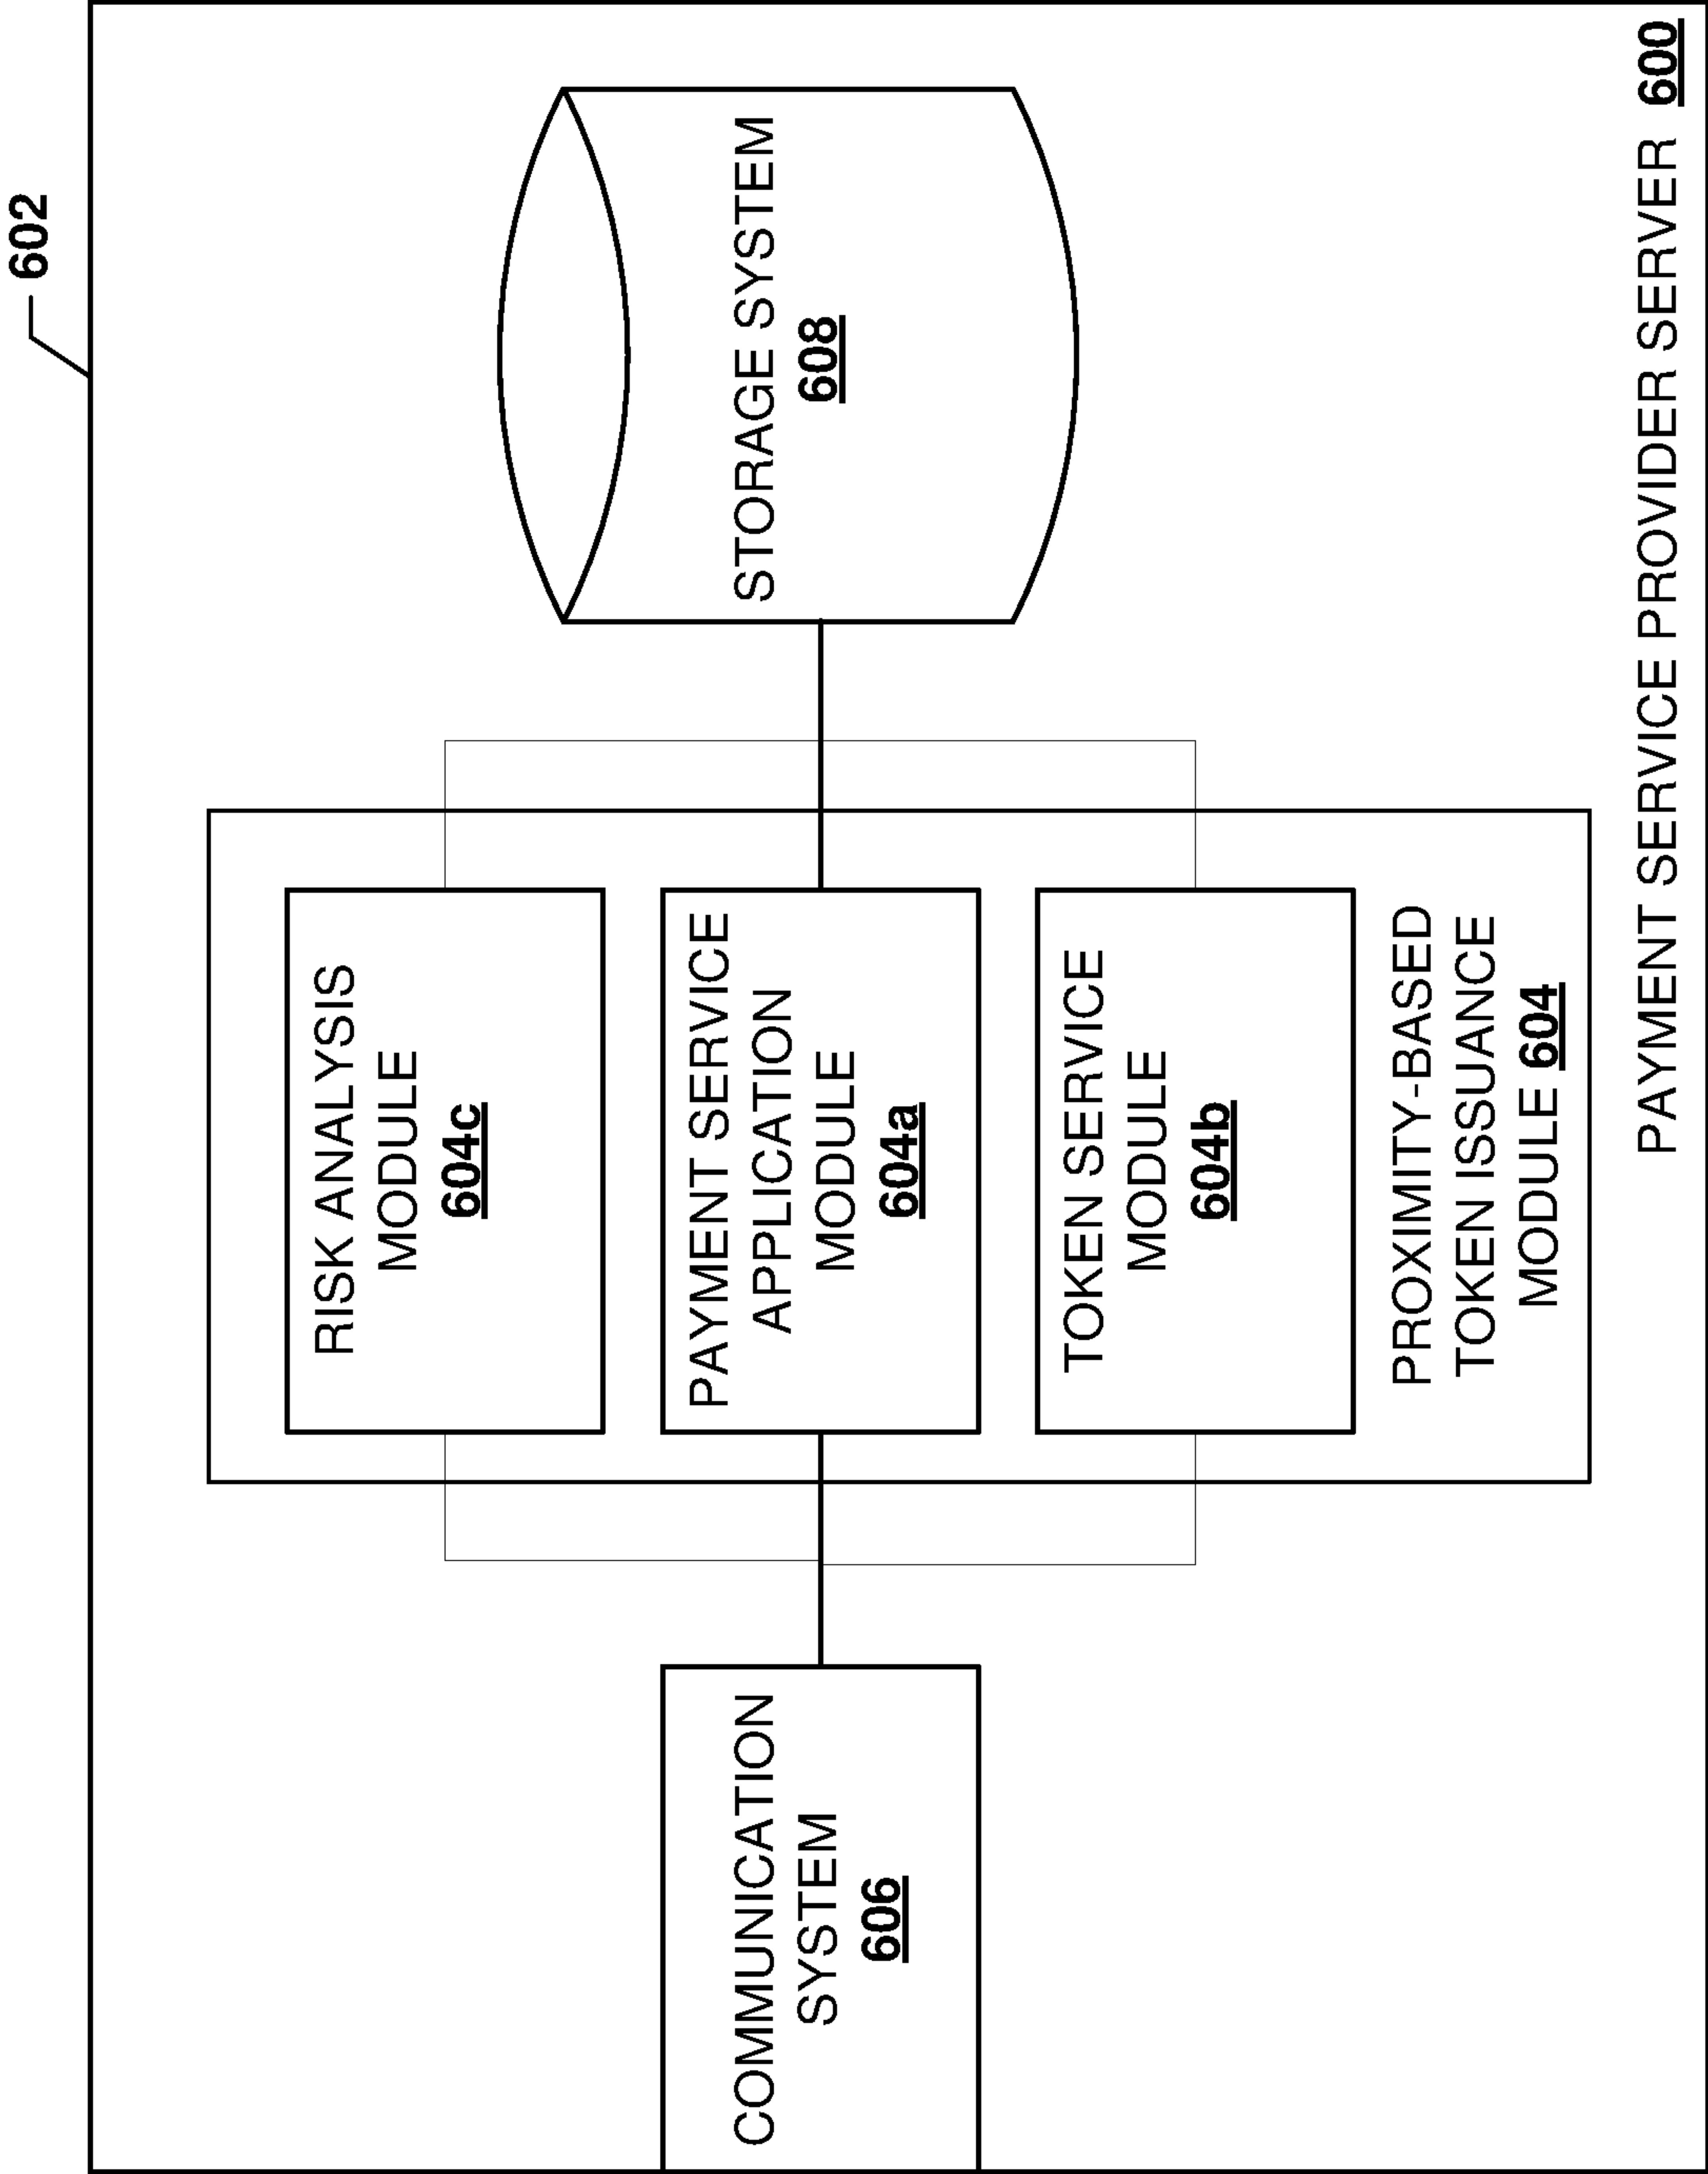 602
COMMUNICATION
SYSTEM
606
RISK ANALYSIS
MODULE
604c
PAYMENT SERVICE
APPLICATION
MODULE
604a
TOKEN SERVICE
MODULE
604b
PROXIMITY-BASED
TOKEN ISSUANCE
MODULE 604
STORAGE SYSTEM
608
PAYMENT SERVICE PROVIDER SERVER 600